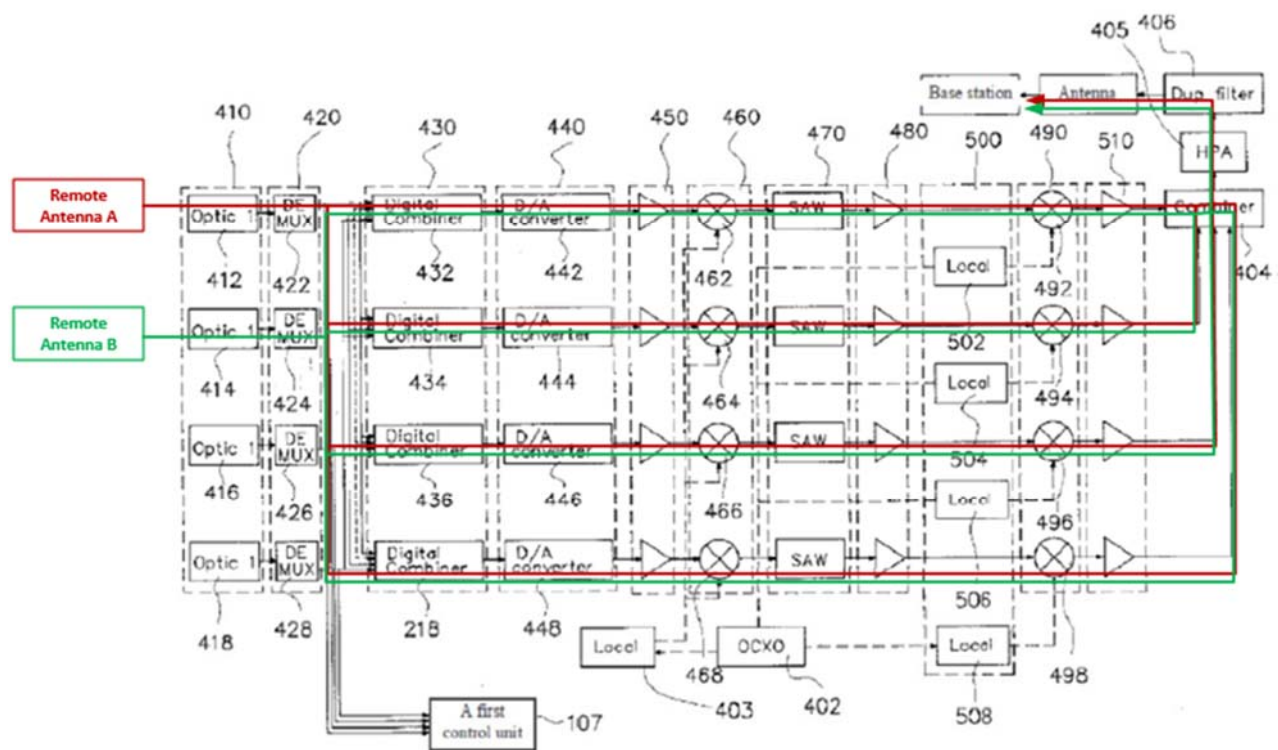 405
406
Base station
Antenna
Dup filter
410
420
430
440
450
460
470
480
500
490
510
HPA
Remote
Antenna A
Optic 1
DE
MUX
Digital
Combiner
D/A
converter
SAW
Combiner
412
422
432
442
462
Local
492
404
Remote
Antenna B
Optic 1
DE
MUX
Digital
Combiner
D/A
converter
SAW
502
414
424
434
444
464
Local
494
Optic 1
DE
MUX
Digital
Combiner
D/A
converter
SAW
504
416
426
436
446
466
Local
496
Optic 1
DE
MUX
Digital
Combiner
D/A
converter
SAW
506
418
428
218
448
Local
468
OCXO
Local
498
403
402
508
A first
control unit
107